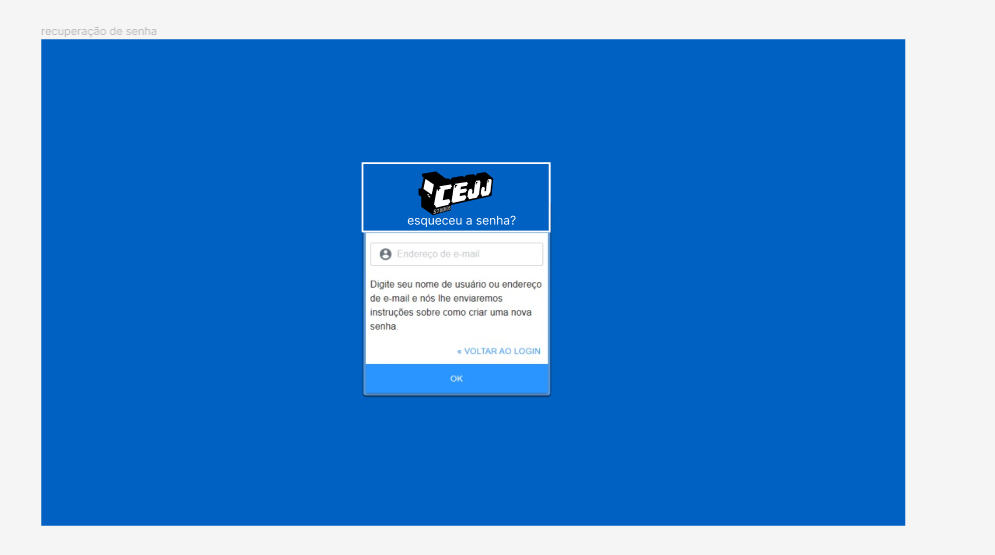 recuperação de senha
CEJJ
STUDIO
esqueceu a senha?
Endereço de e-mail
Digite seu nome de usuário ou endereço
de e-mail e nós lhe enviaremos
instruções sobre como criar uma nova
senha.
« VOLTAR AO LOGIN
OK